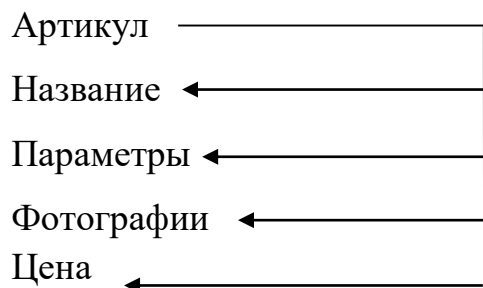 Артикул
Название
Параметры
Фотографии
Цена